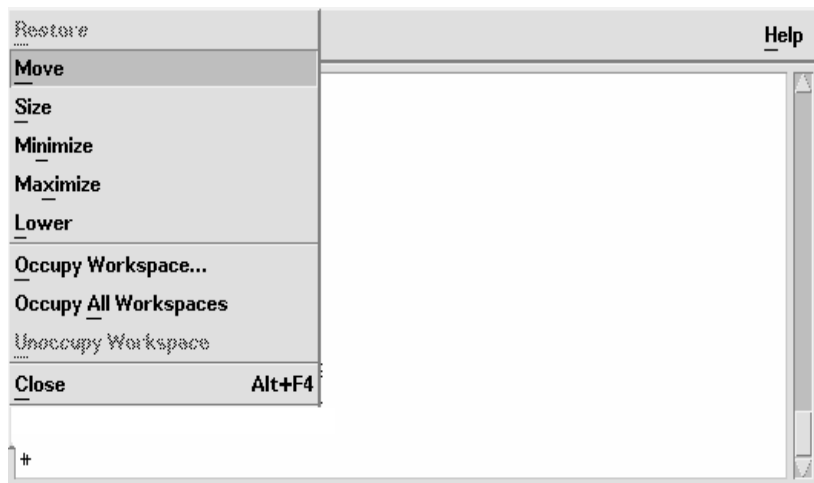 Restore
Help
Move
Size
Minimize
Maximize
Lower
Occupy Workspace...
Occupy All Workspaces
Unoccupy Workspace
Close Alt+F4
#